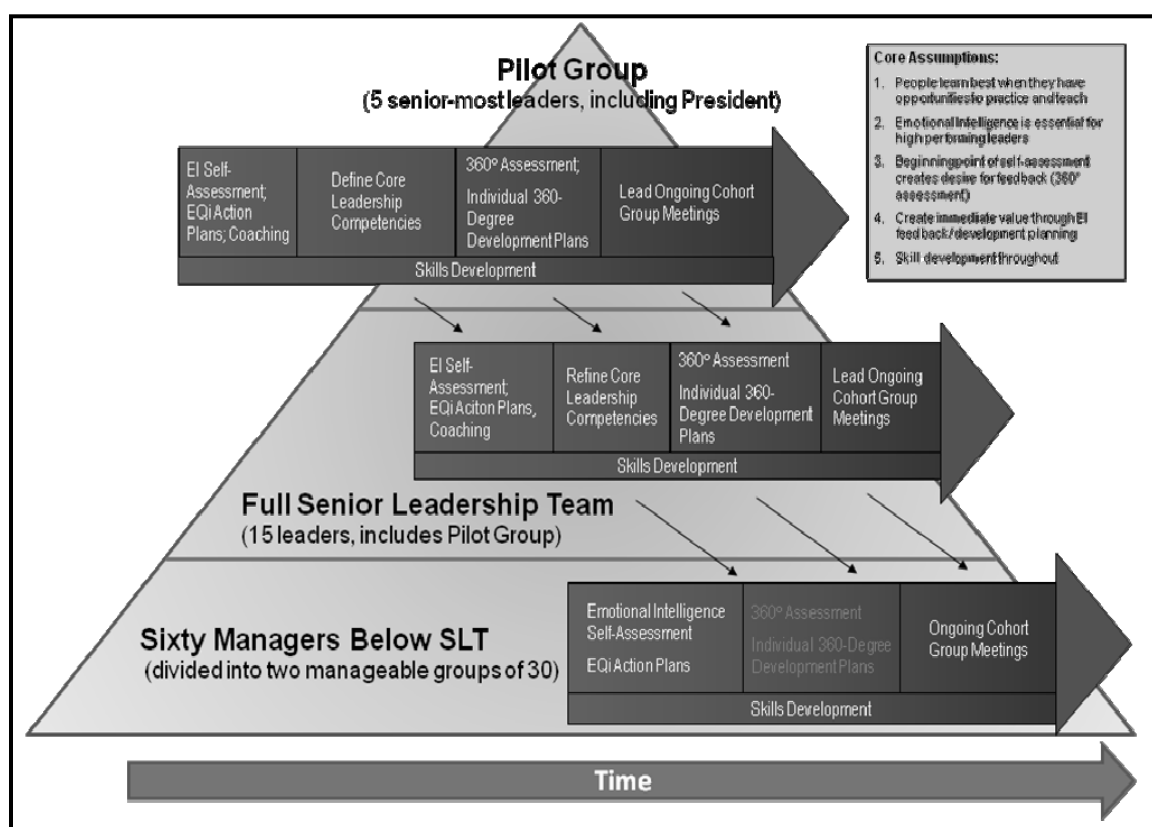 Pilot Group
(5 senior-most leaders, including President)
Core Assumptions:
1. People learn best when they have
opportunities to practice and teach
2. Emotional Intelligence is essential for
high performing leaders
3. Beginning point of self-assessment
creates desire for feedback (360°
assessment)
4. Create immediate value through EI
feedback/development planning
5. Skill development throughout
EI Self-
Assessment;
EQi Action
Plans; Coaching
Define Core
Leadership
Competencies
360° Assessment;
Individual 360-
Degree
Development Plans
Lead Ongoing Cohort
Group Meetings
Skills Development
EI Self-
Assessment;
EQi Aciton Plans,
Coaching
Refine Core
Leadership
Competencies
360° Assessment
Individual 360-
Degree Development
Plans
Lead Ongoing
Cohort Group
Meetings
Skills Development
Full Senior Leadership Team
(15 leaders, includes Pilot Group)
Sixty Managers Below SLT
(divided into two manageable groups of 30)
Emotional Intelligence
Self-Assessment
EQi Action Plans
360° Assessment
Individual 360-Degree
Development Plans
Ongoing Cohort
Group Meetings
Skills Development
Time